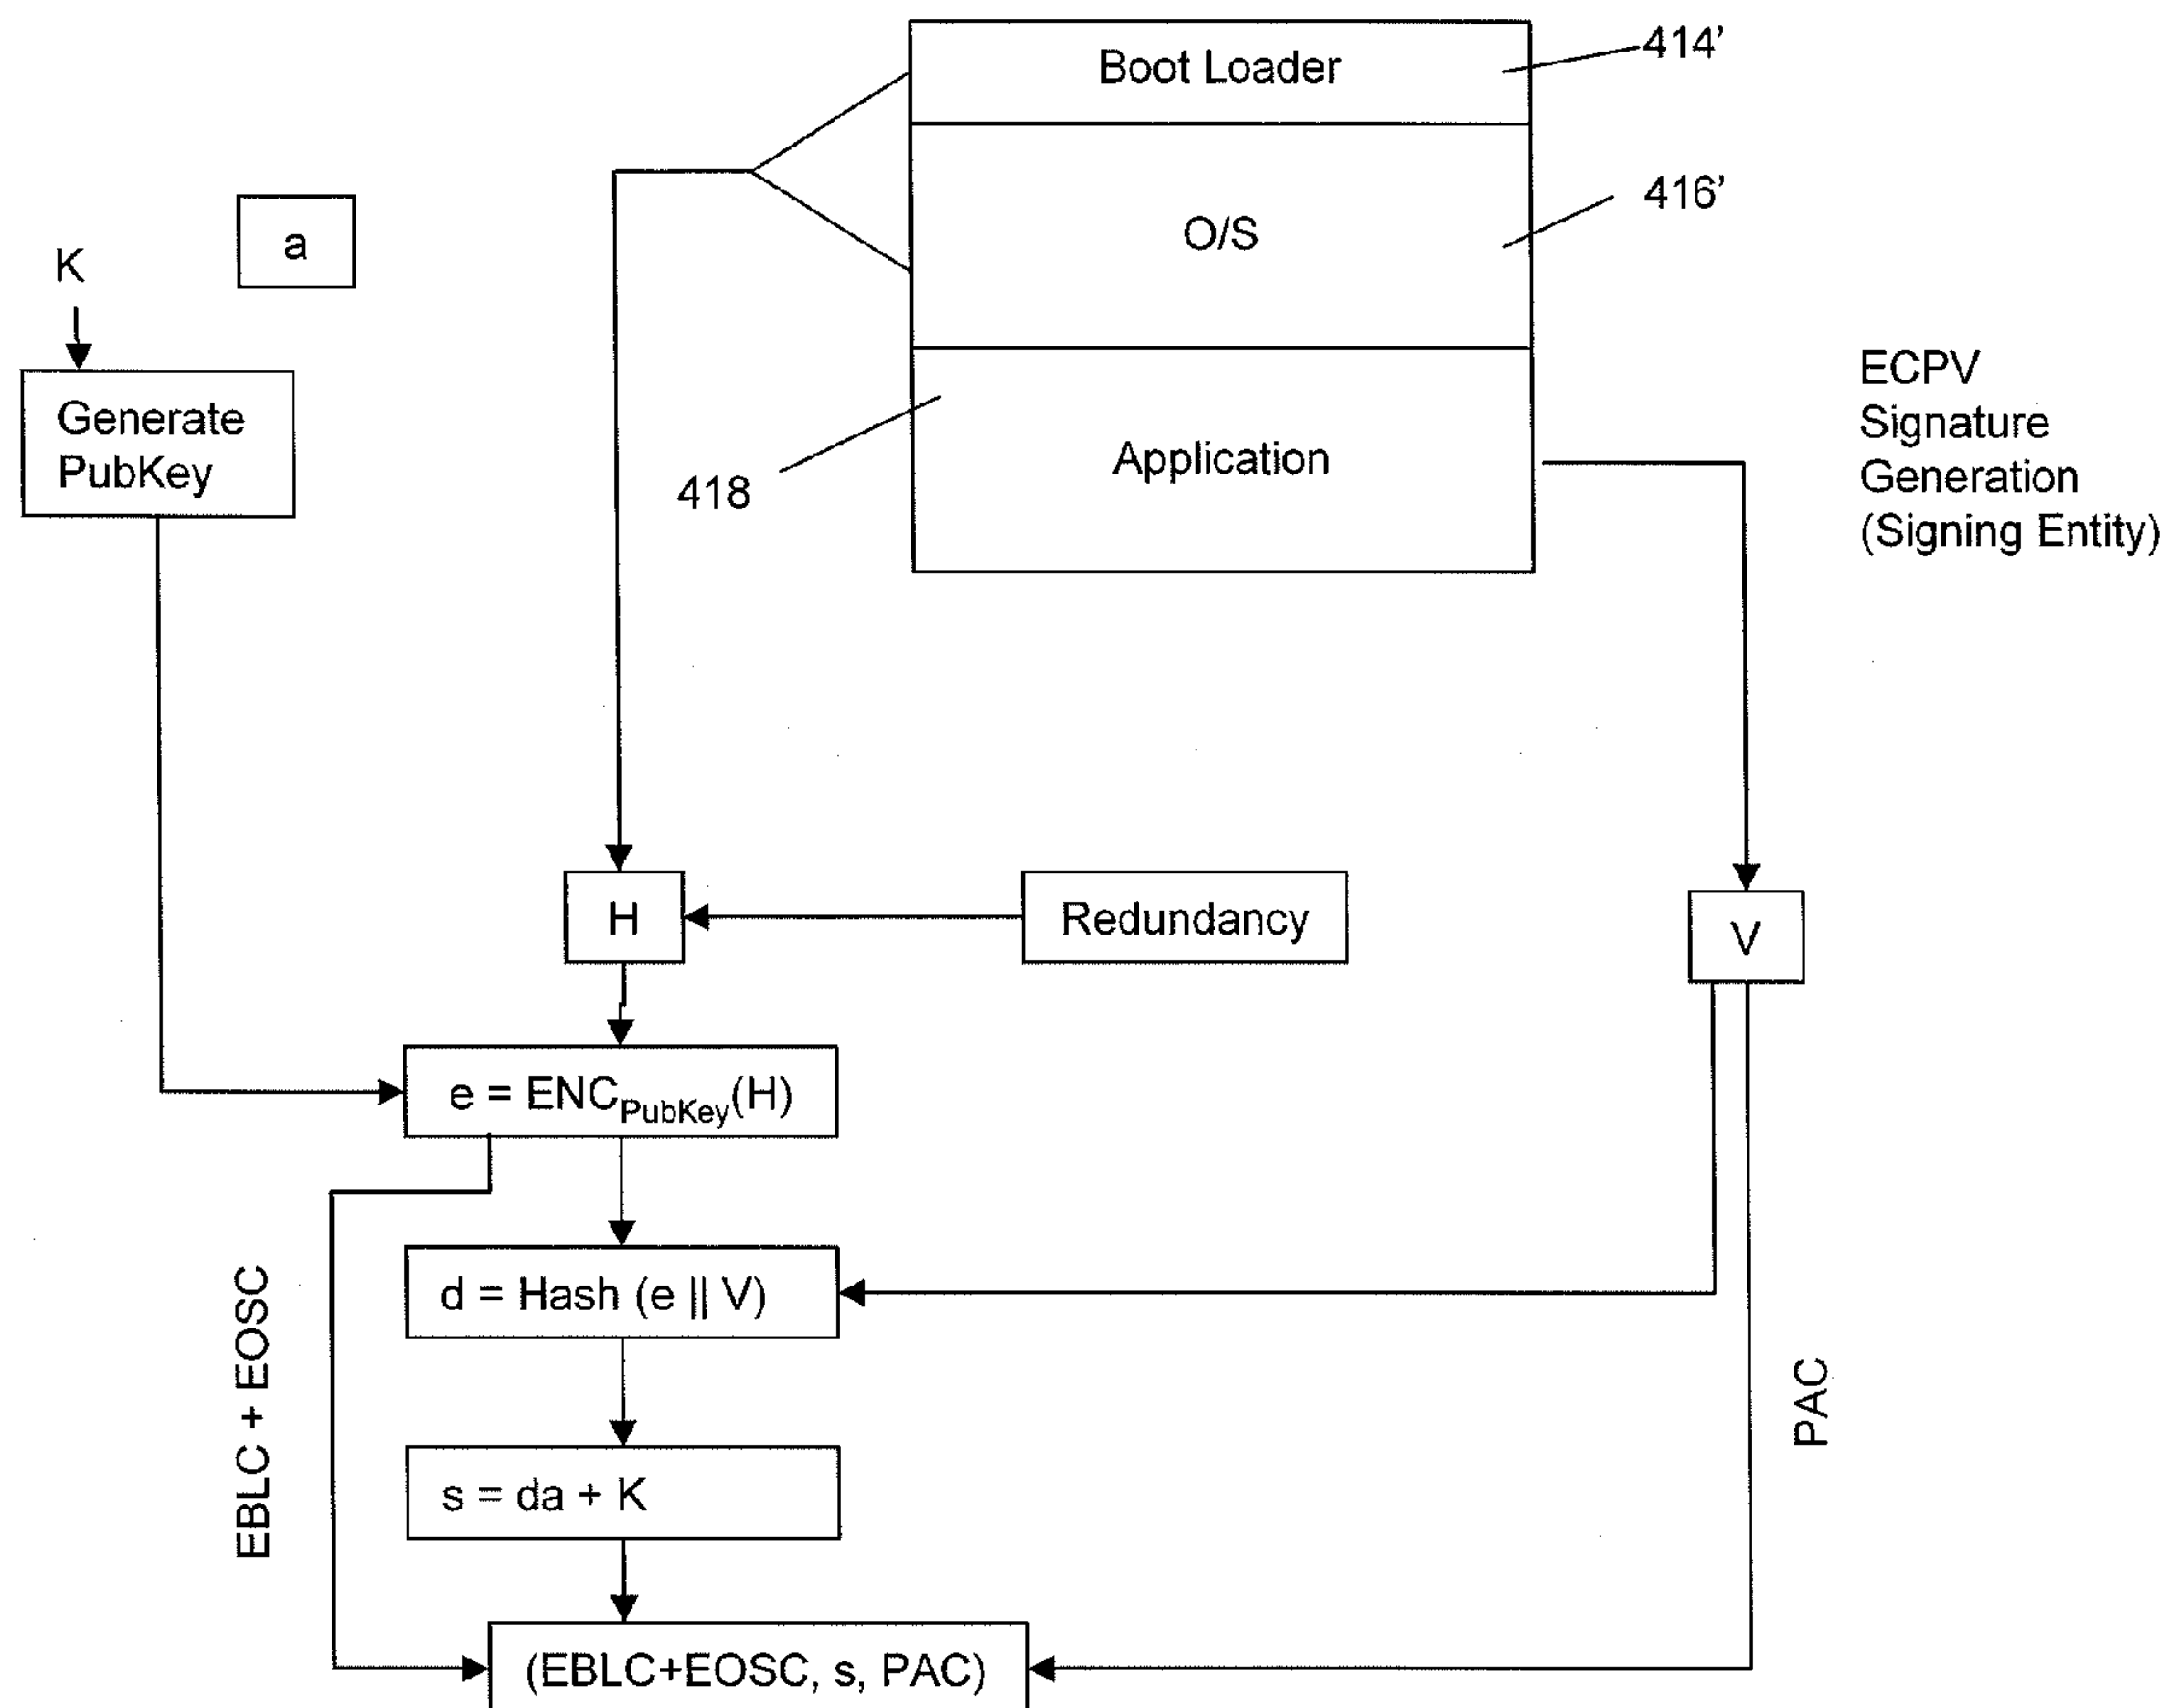 Boot Loader
414’
O/S
416’
a
K
Generate
PubKey
Application
418
ECPV
Signature
Generation
(Signing Entity)
H
Redundancy
V
e = ENCPubKey(H)
d = Hash (e || V)
EBLC + EOSC
PAC
s = da + K
(EBLC+EOSC, s, PAC)